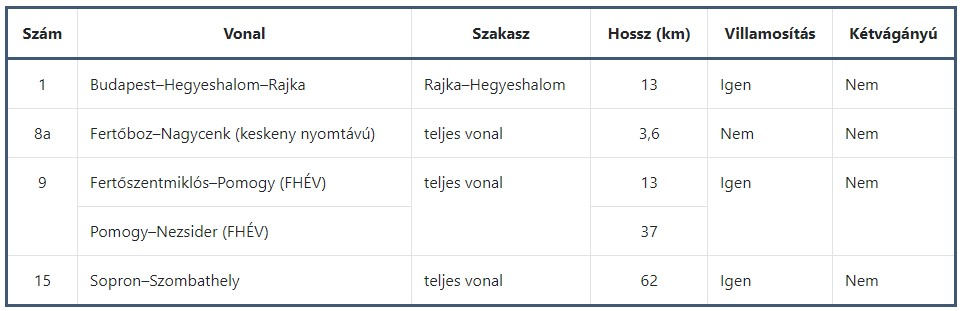 Szám Vonal Szakasz Hossz (km) Villamosítás Kétvágányú
1 Budapest–Hegyeshalom–Rajka Rajka–Hegyeshalom 13 Igen Nem
8a Fertőboz–Nagycenk (keskeny nyomtávú) teljes vonal 3,6 Nem Nem
9 Fertőszentmiklós–Pomogy (FHÉV) teljes vonal 13 Igen Nem
Pomogy–Nezsider (FHÉV) 37
15 Sopron–Szombathely teljes vonal 62 Igen Nem